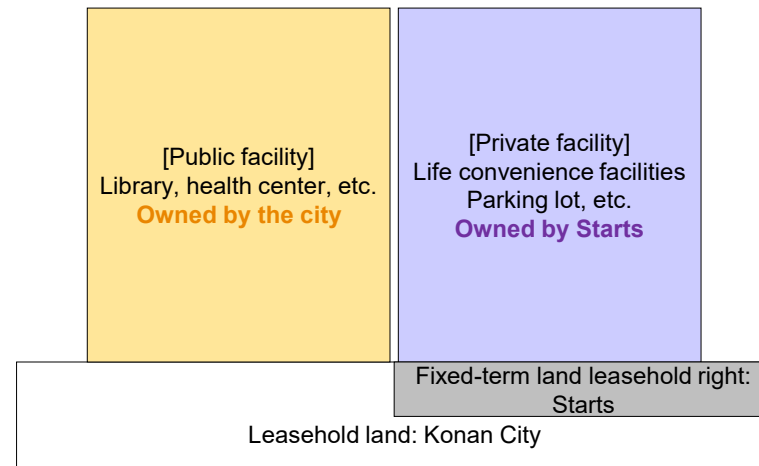 [Public facility]
Library, health center, etc.
Owned by the city
[Private facility]
Life convenience facilities
Parking lot, etc.
Owned by Starts
Fixed-term land leasehold right:
Starts
Leasehold land: Konan City